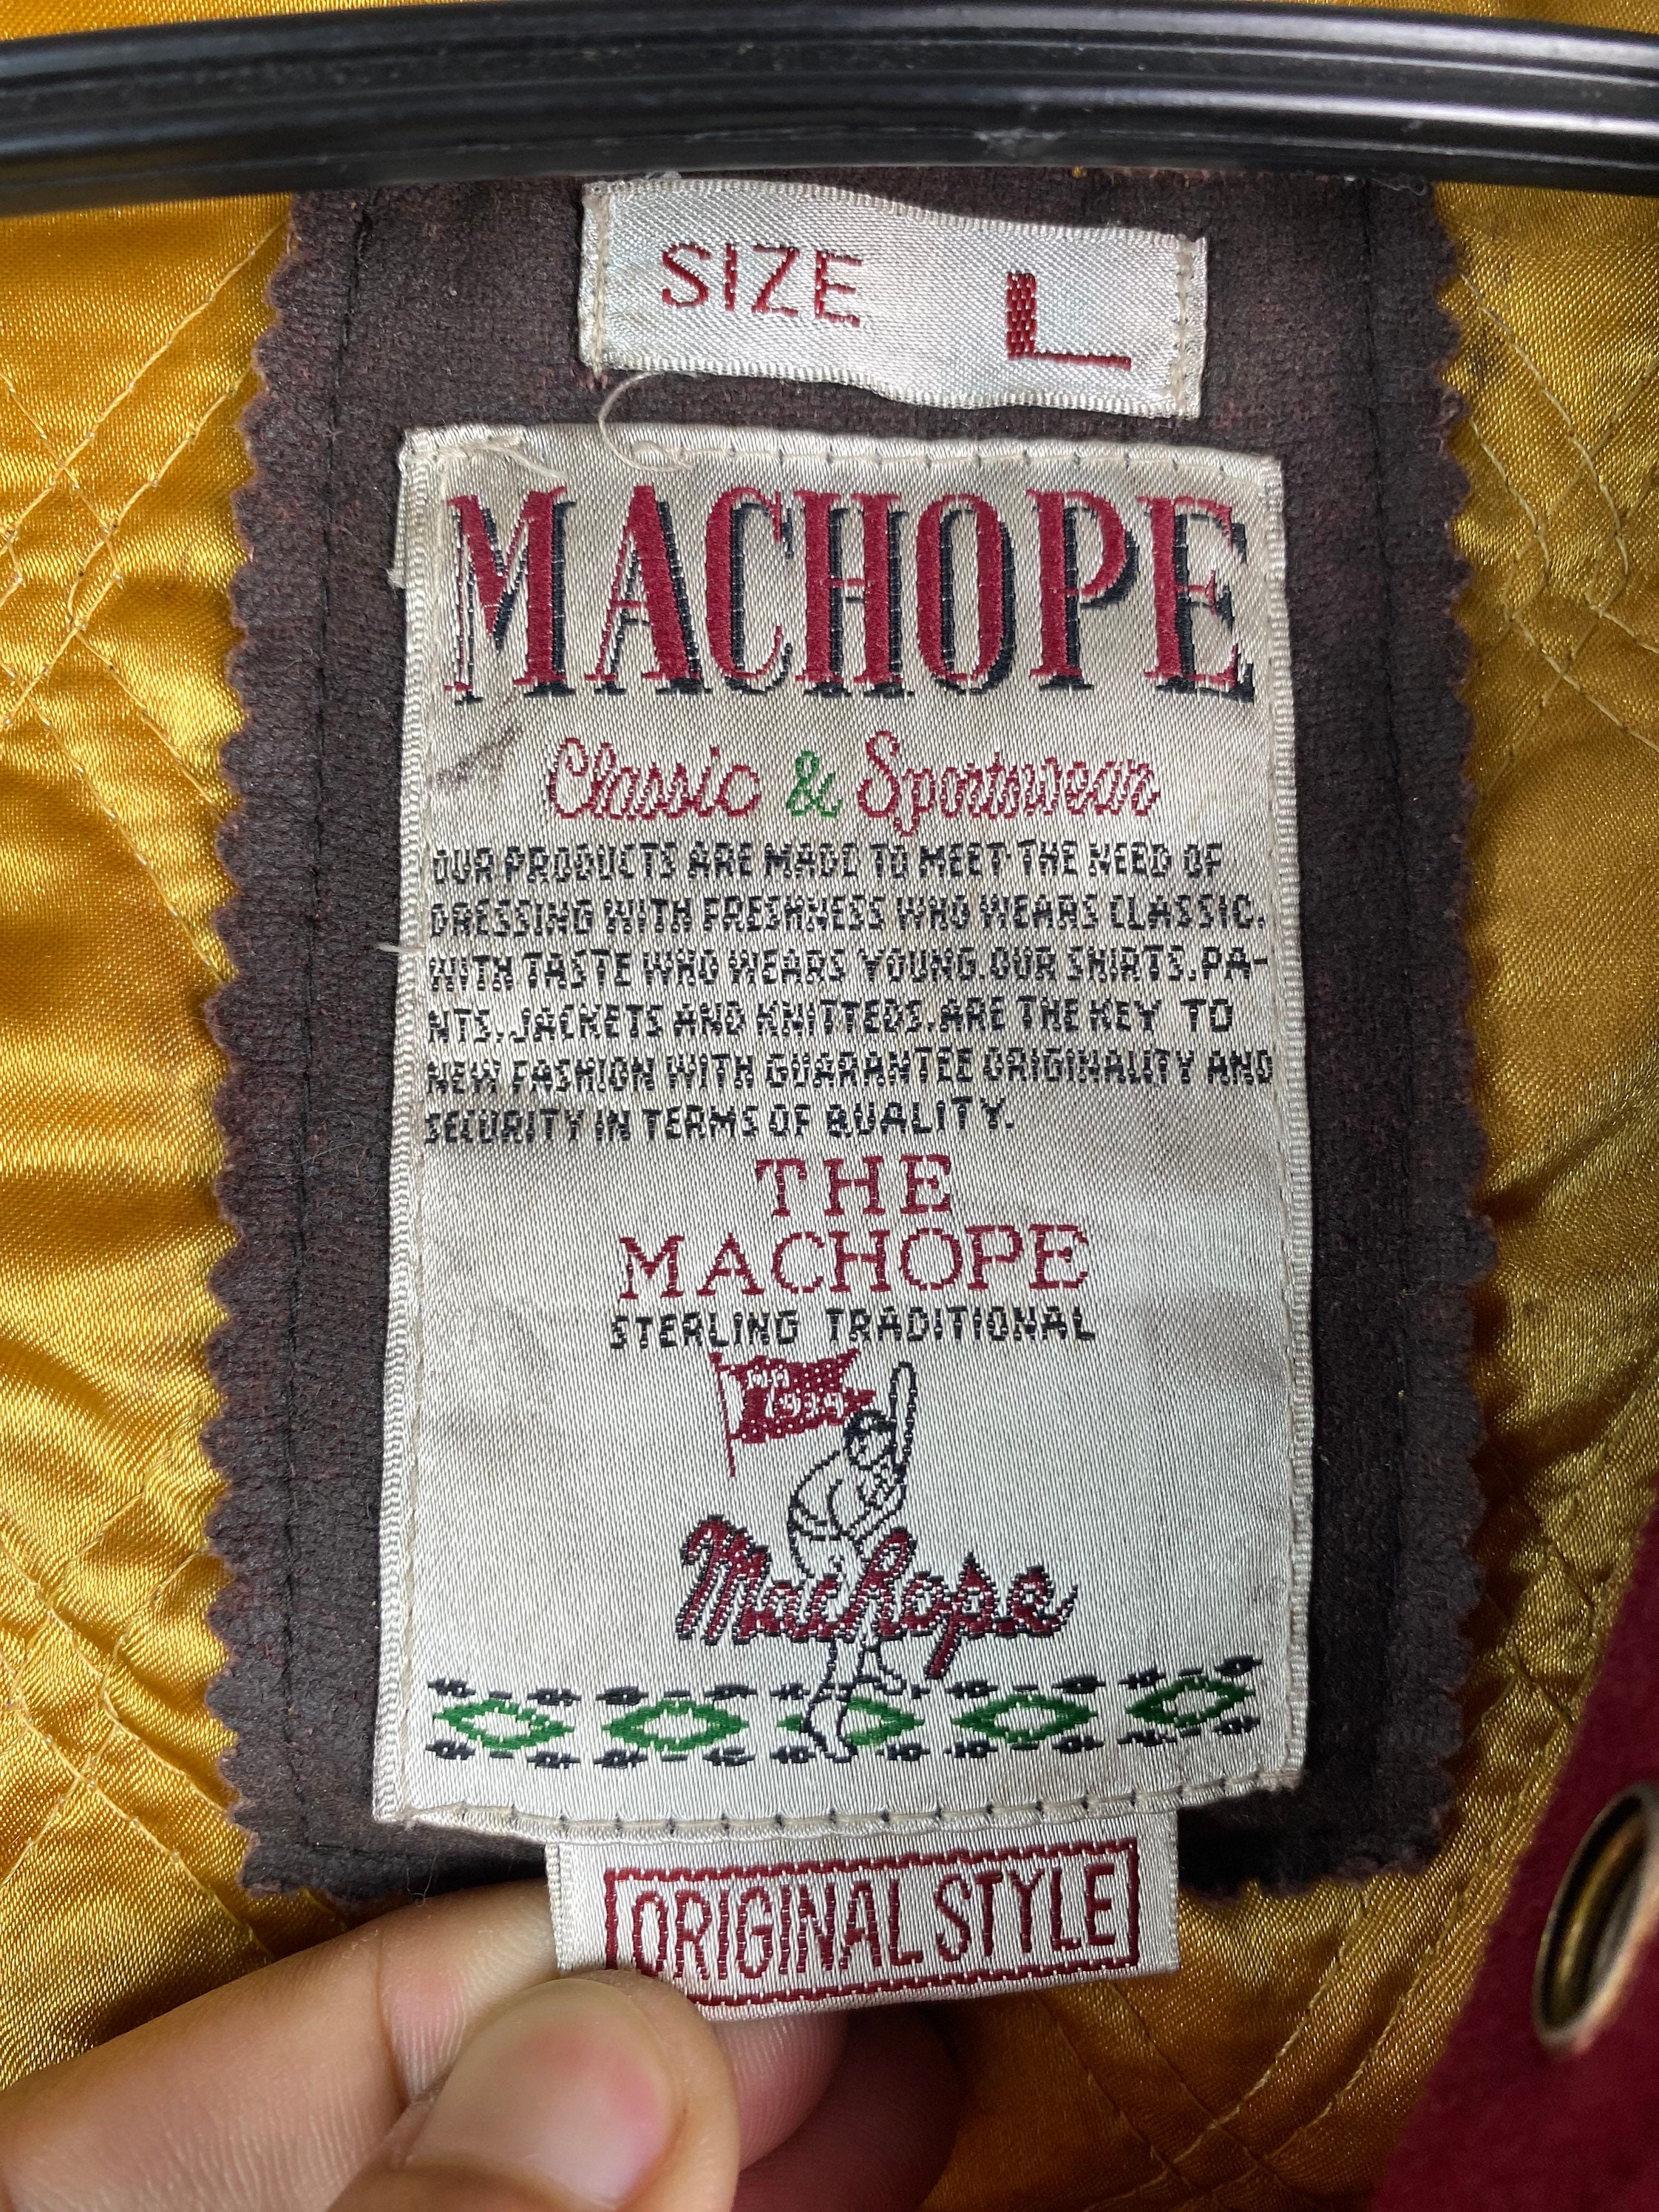 SIZE L
MACHOPE
Classic & Sportswear
OUR PRODUCTS ARE MADE TO MEET THE NEED OF
DRESSING WITH FRESHNESS WHO WEARS CLASSIC.
WITH TASTE WHO WEARS YOUNG.OUR SHIRTS.PA-
NTS.JACKETS AND KNITTEDS.ARE THE KEY TO
NEW FASHION WITH GUARANTEE ORIGINALITY AND
SECURITY IN TERMS OF QUALITY.
THE
MACHOPE
STERLING TRADITIONAL
1939
Machope
ORIGINAL STYLE